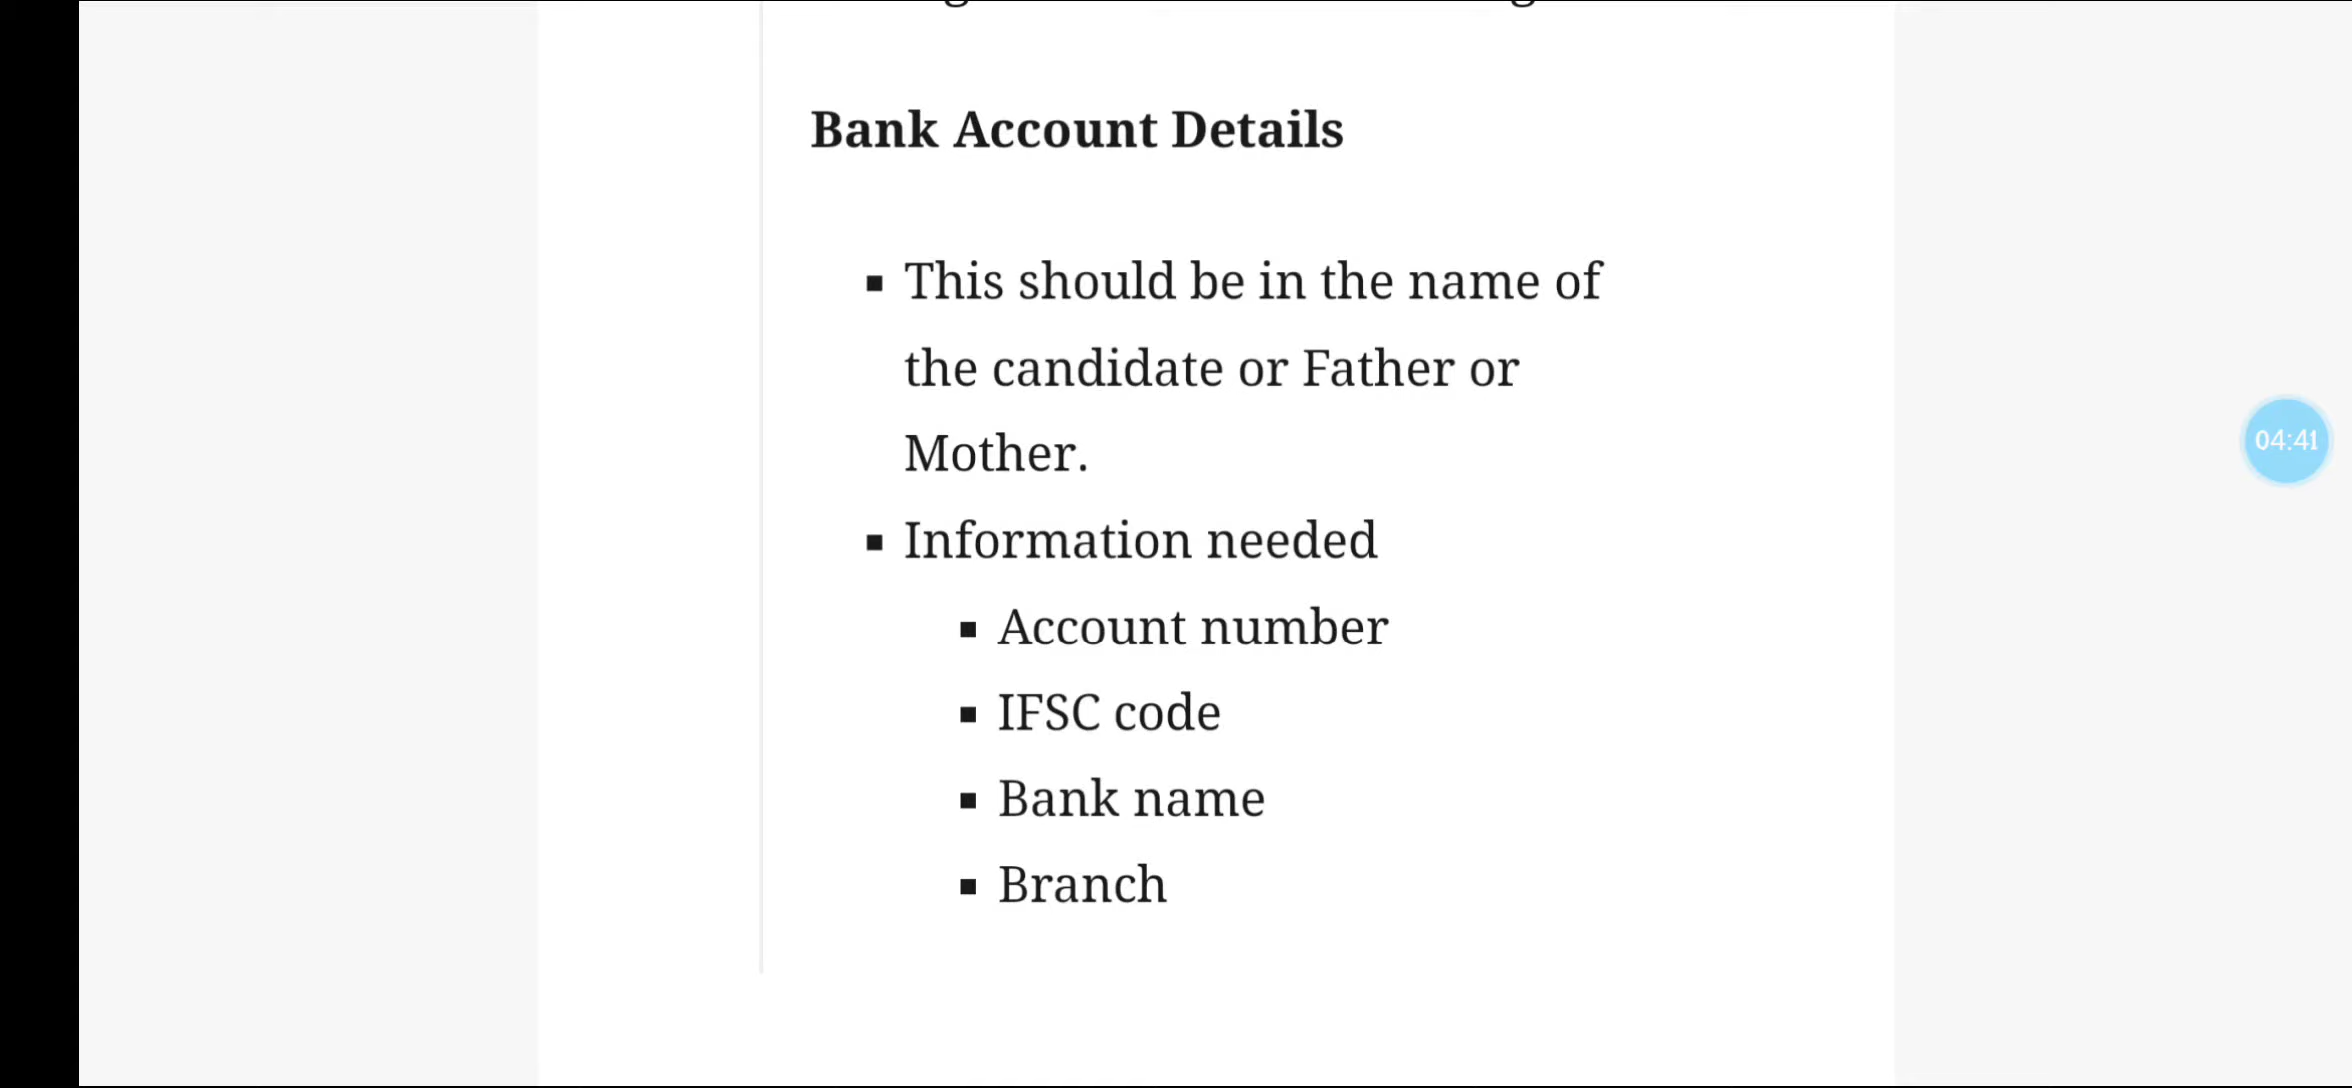 Bank Account Details
▪ This should be in the name of
the candidate or Father or
Mother.
▪ Information needed
▪ Account number
▪ IFSC code
▪ Bank name
▪ Branch
04:41